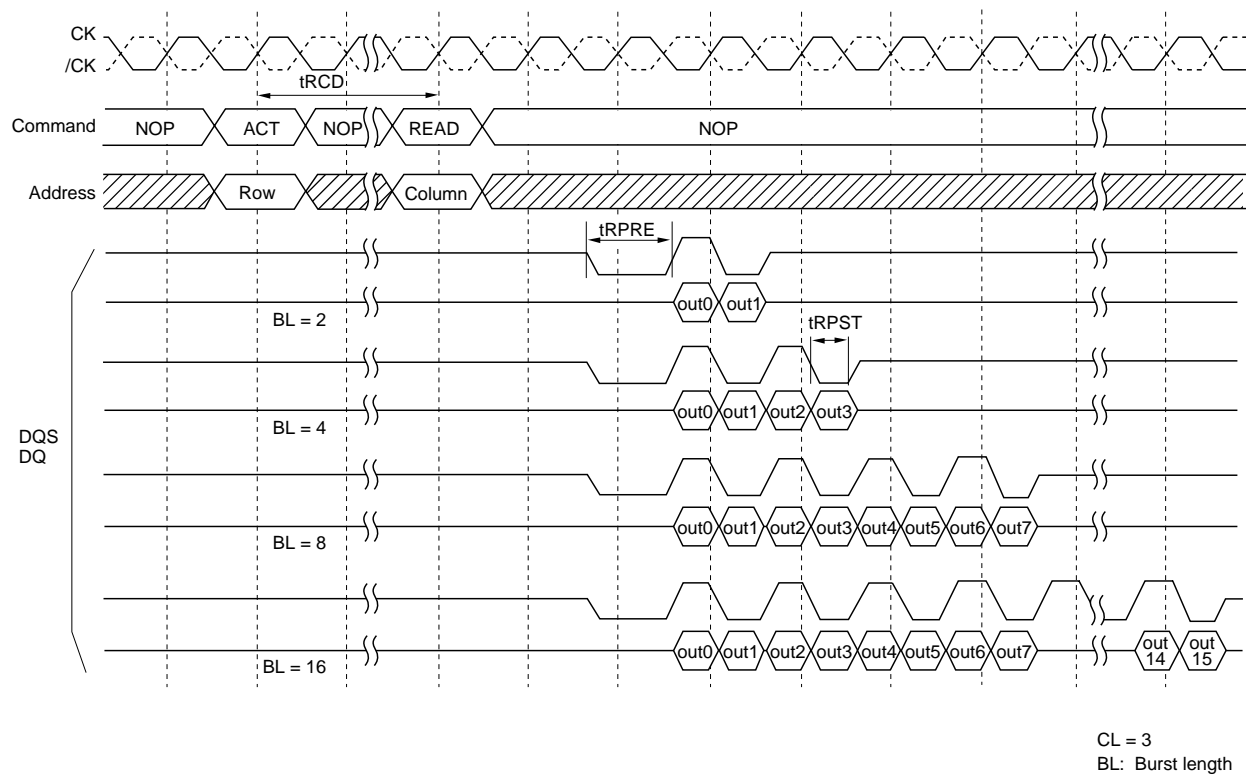 CK
/CK
tRCD
Command NOP ACT NOP READ NOP
Address Row Column
tRPRE
out0 out1
BL = 2
tRPST
out0 out1 out2 out3
BL = 4
DQS
DQ
out0 out1 out2 out3 out4 out5 out6 out7
BL = 8
out0 out1 out2 out3 out4 out5 out6 out7 out 14 out 15
BL = 16
CL = 3
BL: Burst length